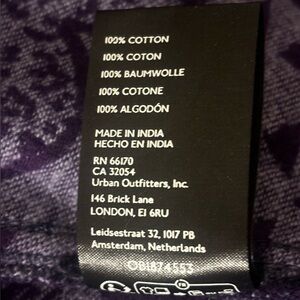 100% COTTON
100% COTON
100% BAUMWOLLE
100% COTONE
100% ALGODÓN
MADE IN INDIA
HECHO EN INDIA
RN 66170
CA 32054
Urban Outfitters, Inc.
146 Brick Lane
LONDON, E1 6RU
Leidsestraat 32, 1017 PB
Amsterdam, Netherlands